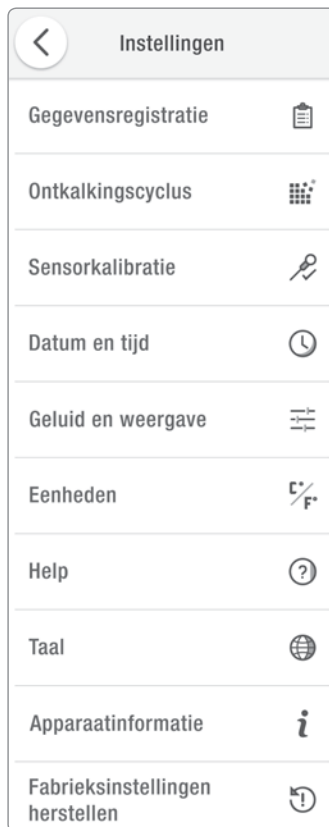 Instellingen
Gegevensregistratie
Ontkalkingscyclus
Sensorkalibratie
Datum en tijd
Geluid en weergave
Eenheden
C°/F°
Help
?
Taal
Apparaatinformatie
i
Fabrieksinstellingen
herstellen